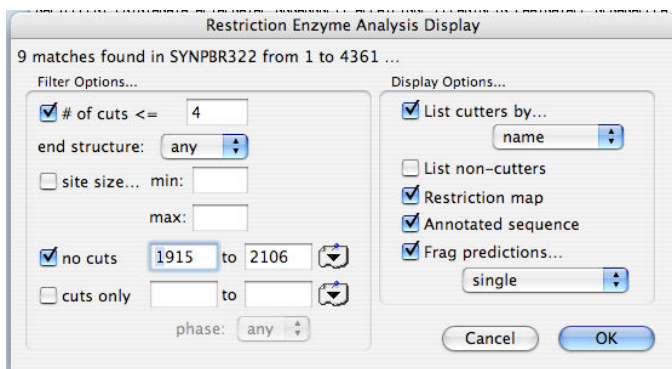 Restriction Enzyme Analysis Display
9 matches found in SYNPBR322 from 1 to 4361 ...
Filter Options...
# of cuts <= 4
end structure: any
site size... min:
max:
no cuts 1915 to 2106
cuts only to
phase: any
Display Options...
List cutters by...
name
List non-cutters
Restriction map
Annotated sequence
Frag predictions...
single
Cancel OK